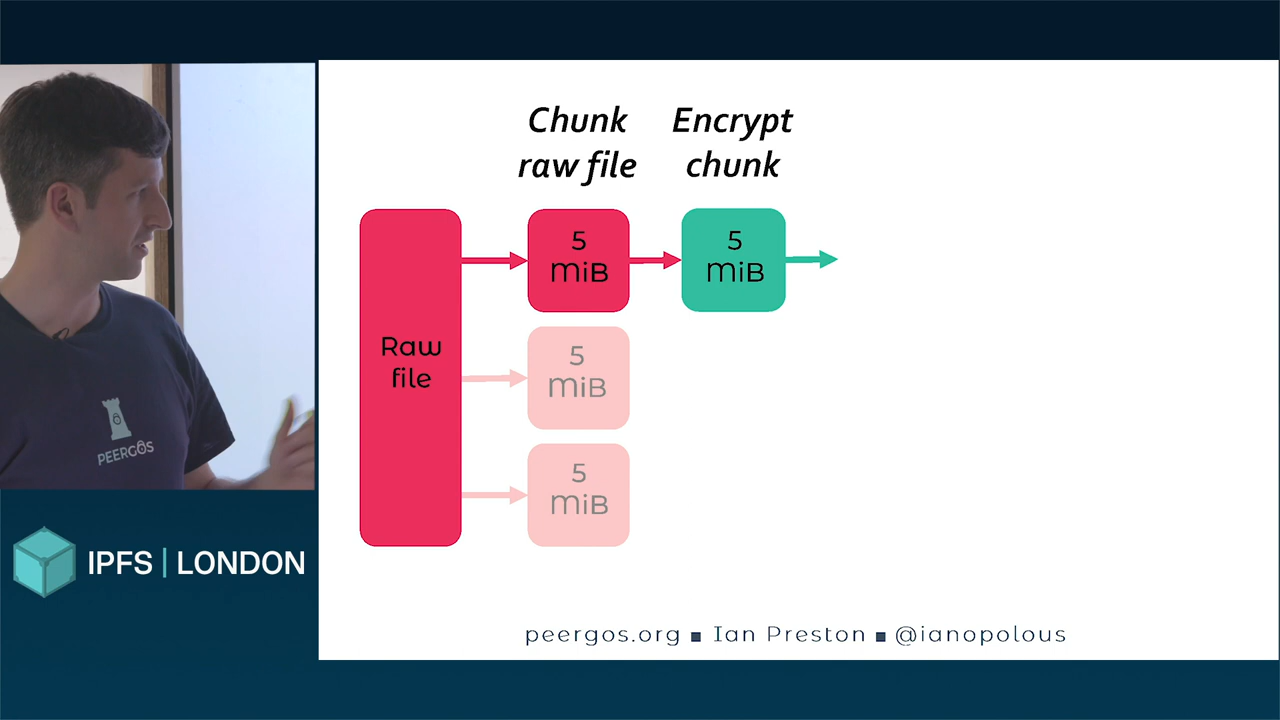 Chunk
raw file
Encrypt
chunk
5
MiB
5
MiB
Raw
file
5
MiB
5
MiB
PEERGOS
IPFS | LONDON
peergos.org ■ Ian Preston ■ @ianopolous